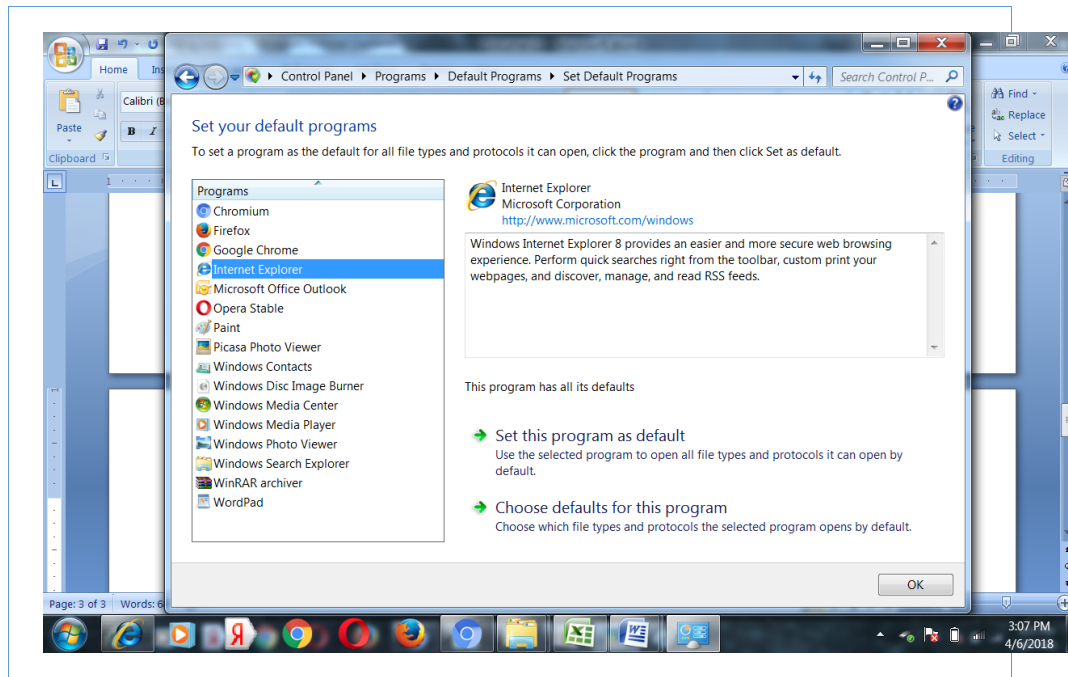 Home Ins
Control Panel Programs Default Programs Set Default Programs
Search Control P...
Paste
Clipboard
Calibri (B
B I
Find
Replace
Select
Editing
1
Set your default programs
To set a program as the default for all file types and protocols it can open, click the program and then click Set as default.
Programs
Chromium
Firefox
Google Chrome
Internet Explorer
Microsoft Office Outlook
Opera Stable
Paint
Picasa Photo Viewer
Windows Contacts
Windows Disc Image Burner
Windows Media Center
Windows Media Player
Windows Photo Viewer
Windows Search Explorer
WinRAR archiver
WordPad
Internet Explorer
Microsoft Corporation
http://www.microsoft.com/windows
Windows Internet Explorer 8 provides an easier and more secure web browsing
experience. Perform quick searches right from the toolbar, custom print your
webpages, and discover, manage, and read RSS feeds.
This program has all its defaults
Set this program as default
Use the selected program to open all file types and protocols it can open by
default.
Choose defaults for this program
Choose which file types and protocols the selected program opens by default.
OK
Page: 3 of 3 Words: 6
Я
3:07 PM
4/6/2018